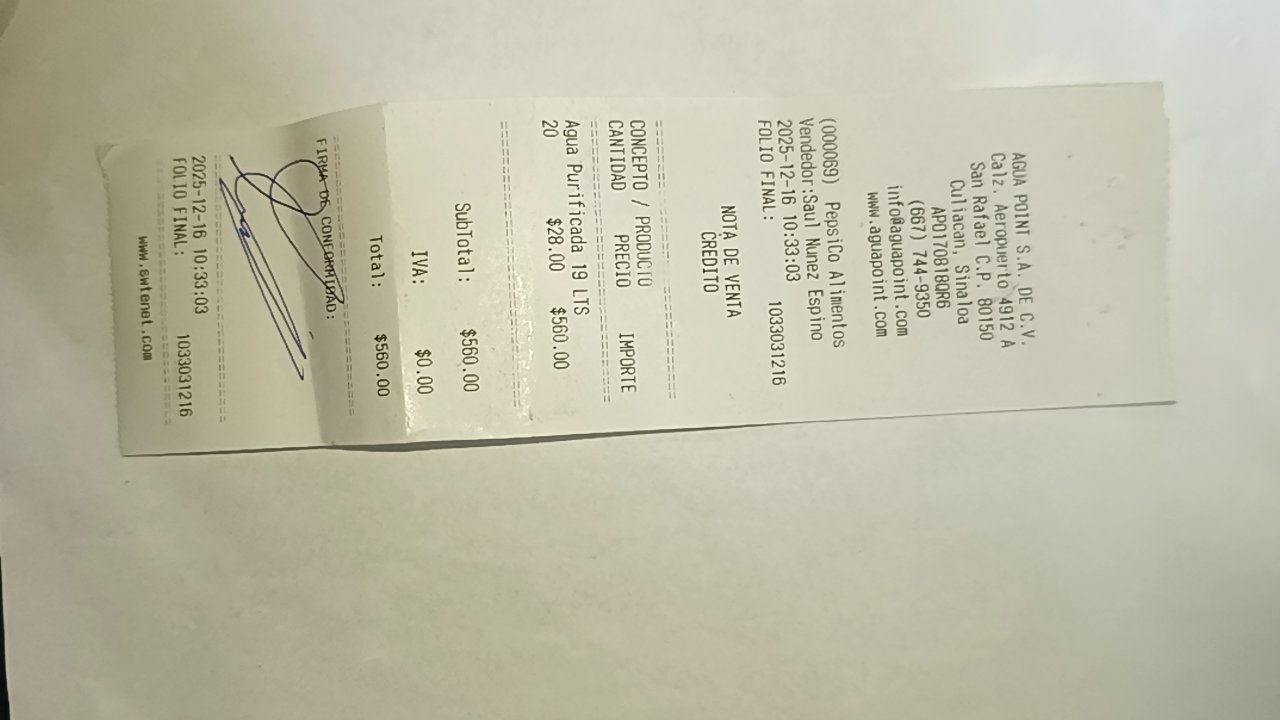 AGUA POINT S.A. DE C.V.
Calz. Aeropuerto 4912 A
San Rafael C.P. 80150
Culiacan, Sinaloa
APO170818QR6
(667) 744-9350
info@aguapoint.com
www.aguapoint.com
(000069) PepsiCo Alimentos
Vendedor:Saul Nunez Espino
2025-12-16 10:33:03
FOLIO FINAL: 1033031216
NOTA DE VENTA
CREDITO
CONCEPTO / PRODUCTO
CANTIDAD PRECIO IMPORTE
Agua Purificada 19 LTS
20 $28.00 $560.00
SubTotal: $560.00
IVA: $0.00
Total: $560.00
FIRMA DE CONFORMIDAD:
2025-12-16 10:33:03
FOLIO FINAL: 1033031216
www.swtenet.com